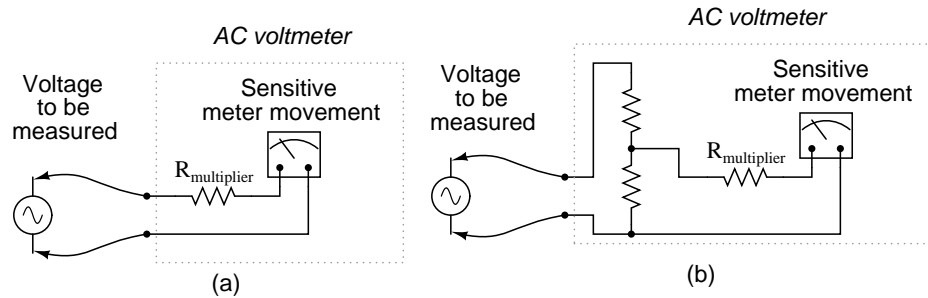 AC voltmeter
Voltage
to be
measured
Sensitive
meter movement
Rmultiplier
(a)
AC voltmeter
Voltage
to be
measured
Sensitive
meter movement
Rmultiplier
(b)